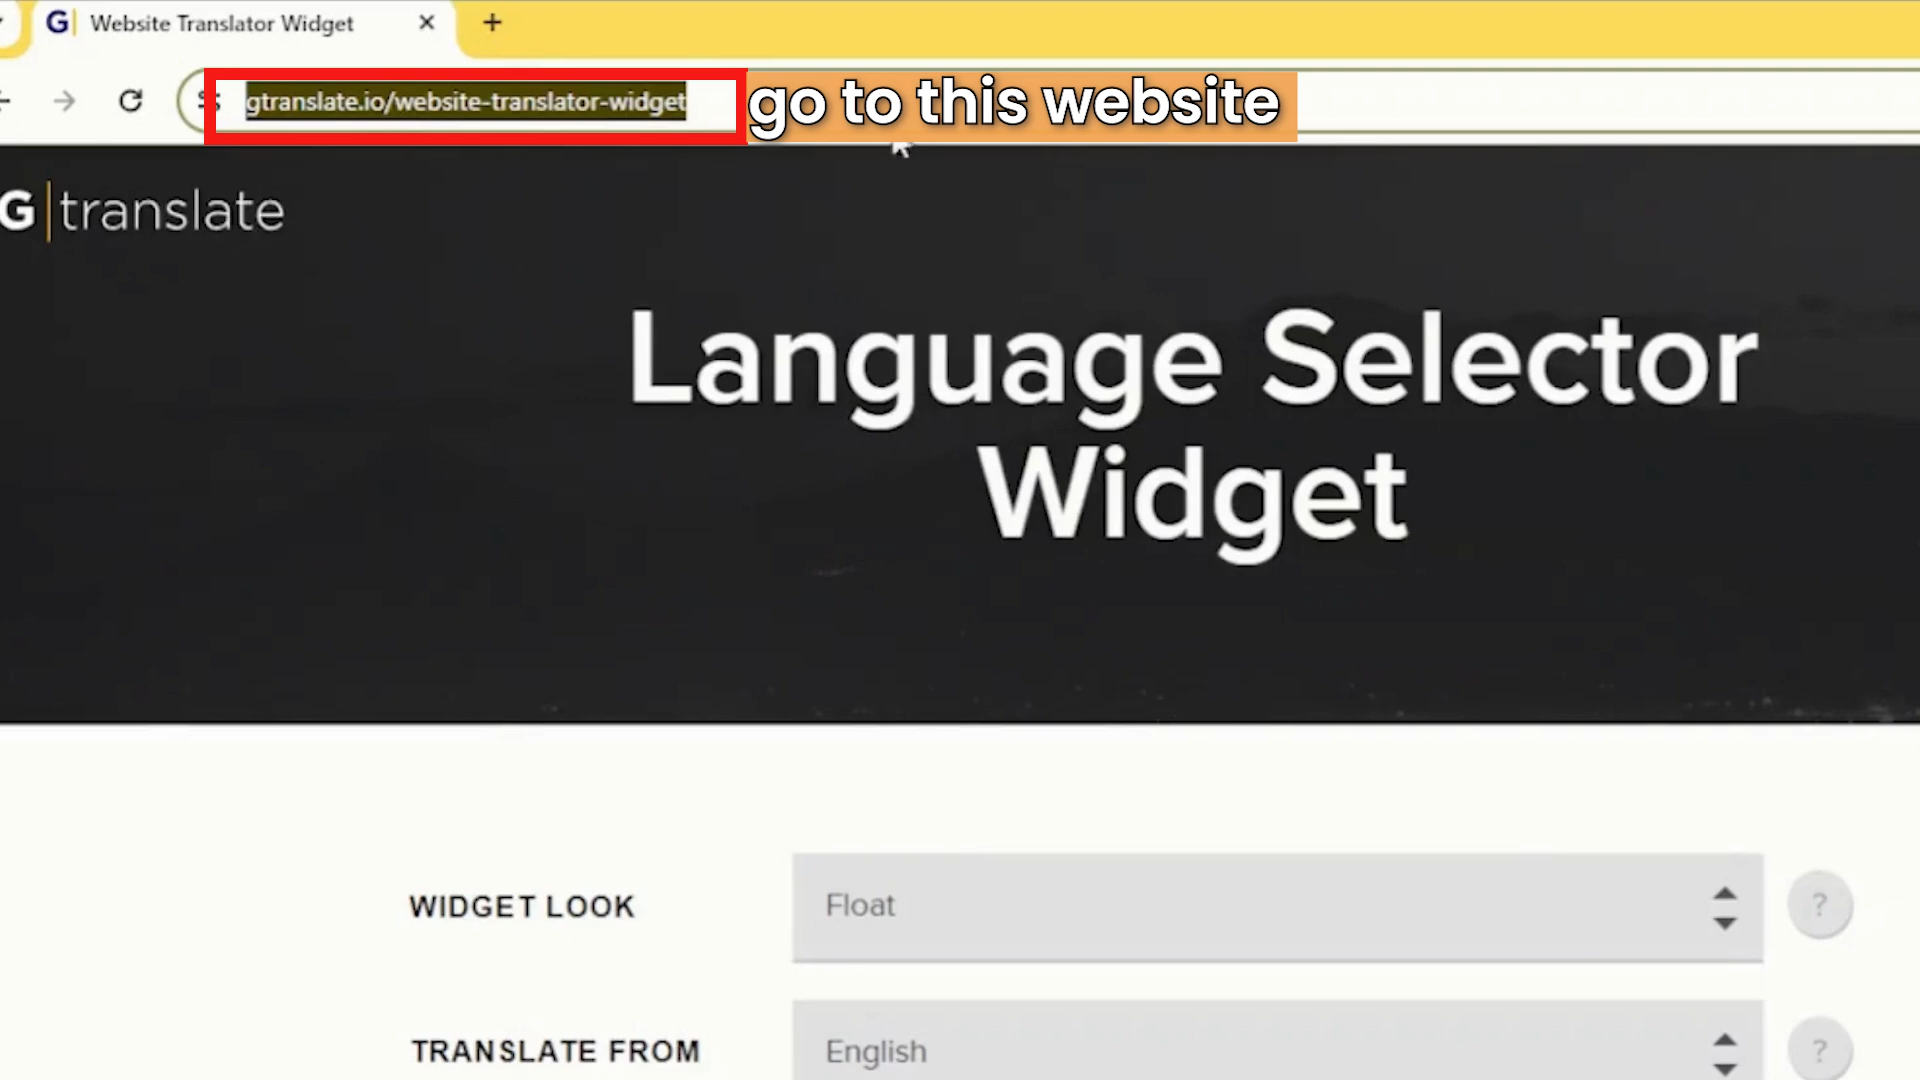 G| Website Translator Widget
gtranslate.io/website-translator-widget
go to this website
G|translate
Language Selector
Widget
WIDGET LOOK
Float
?
TRANSLATE FROM
English
?